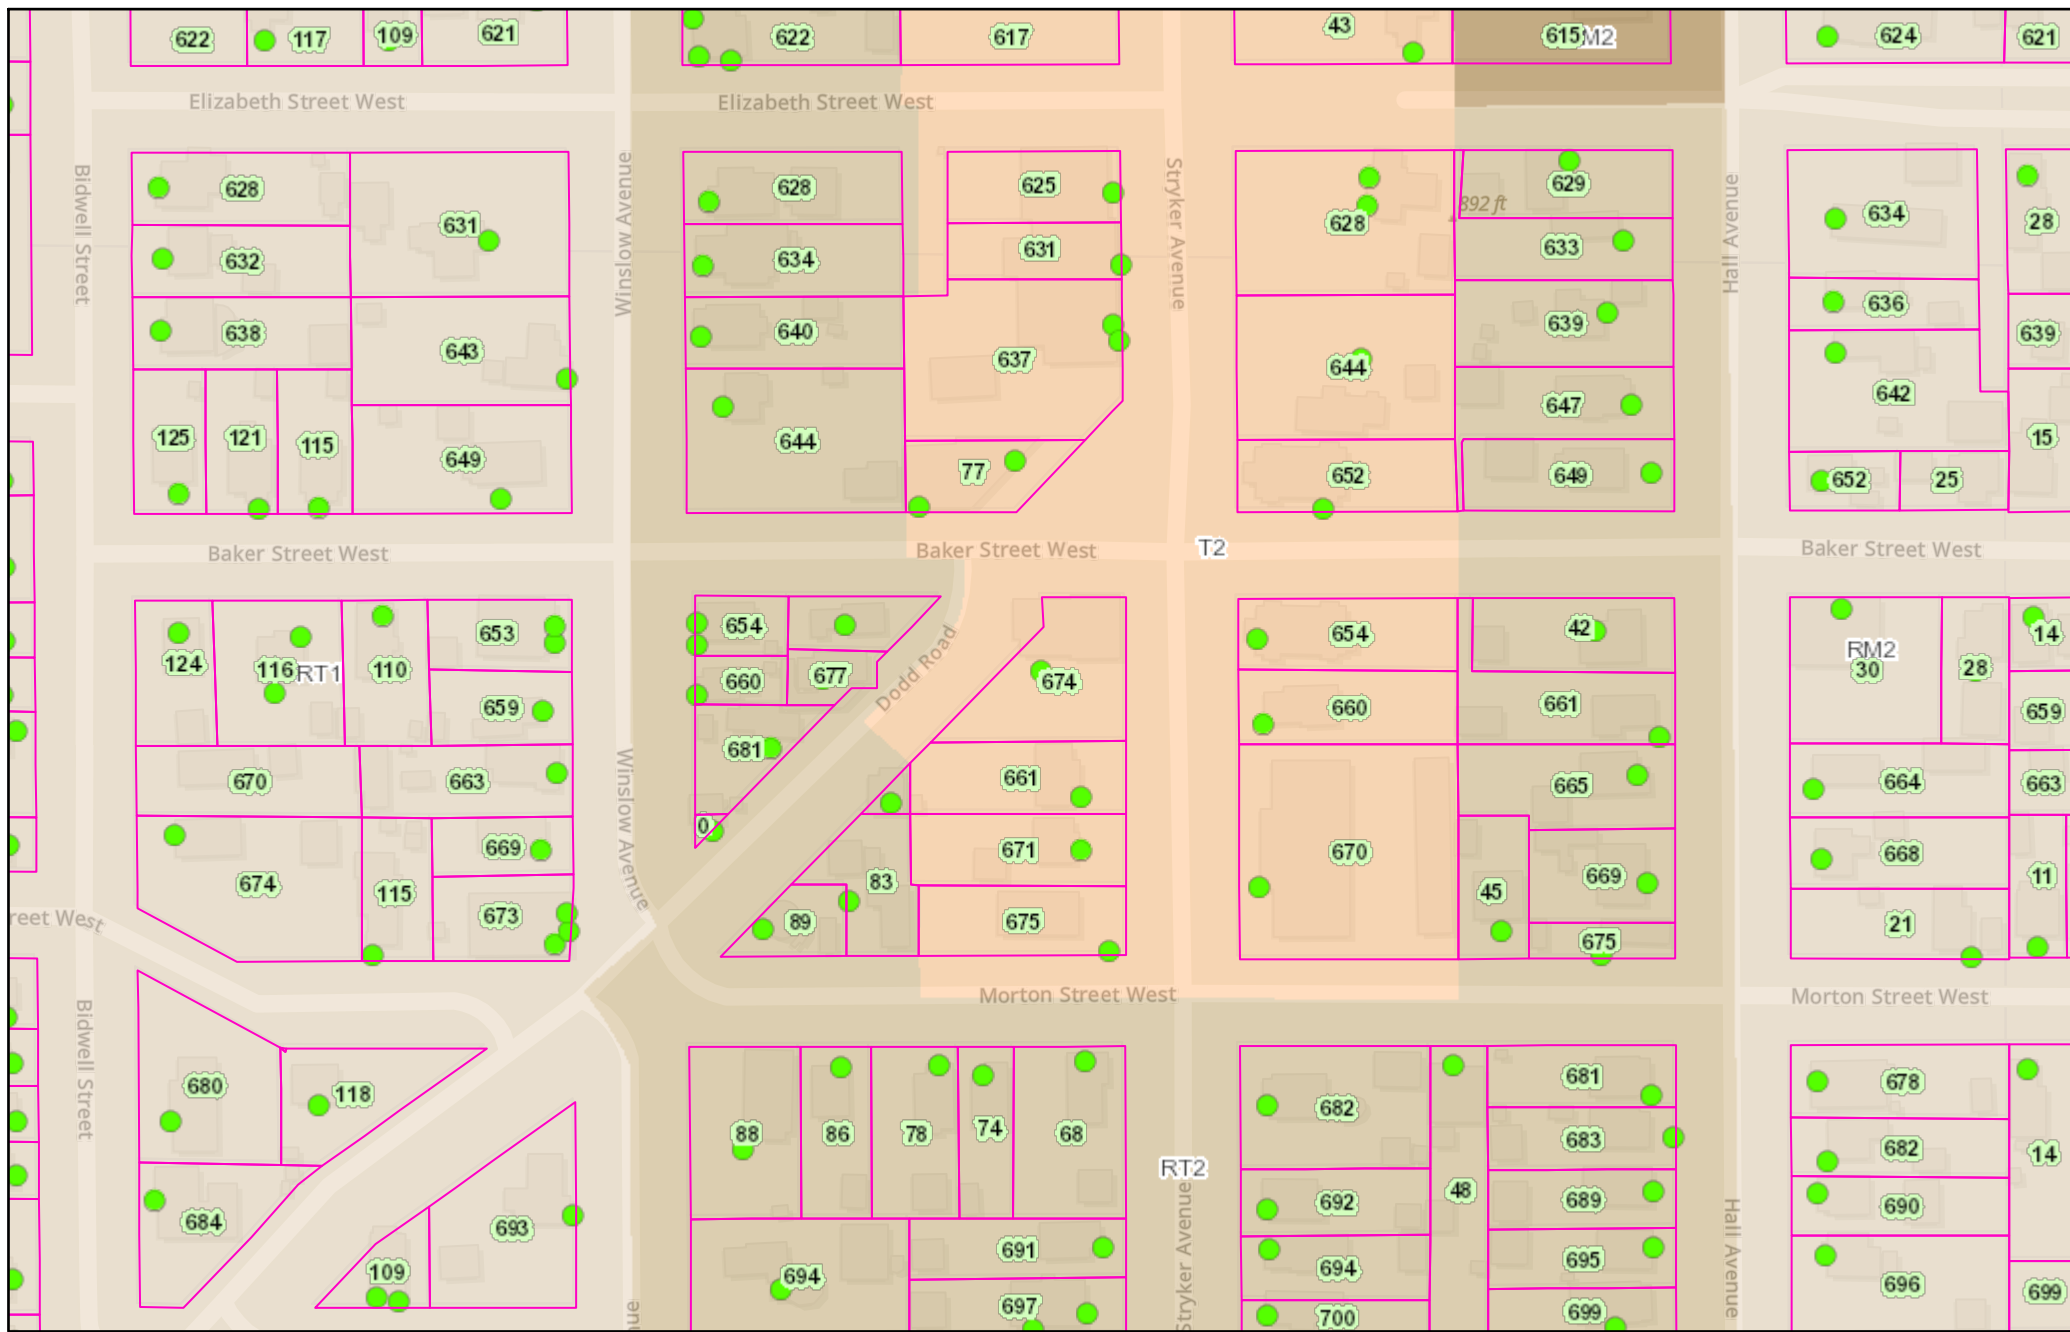 622 117 109 621 622 617 43 615 M2 624 621
Elizabeth Street West Elizabeth Street West
Bidwell Street
Winslow Avenue
Stryker Avenue
Hall Avenue
628 631 628 625 628 629 634 28
892 ft
632 634 631 633
638 643 640 637 644 639 636 639
125 121 115 649 644 77 652 647 642 15
649 652 25
Baker Street West Baker Street West T2 Baker Street West
124 116 RT1 110 653 654 674 654 42 RM2 30 28 14
659 660 677 660 661 659
Dodd Road
670 663 681 661 670 665 664 663
Winslow Avenue
674 115 669 0 671 45 669 668 11
673 89 83 675 675 21
reet West
Morton Street West Morton Street West
Bidwell Street
680 118 88 86 78 74 68 682 48 681 678
683 682 14
RT2
684 693 692 689 690
109 694 691 694 695 696 699
697 700 699
Stryker Avenue
Hall Avenue
nue